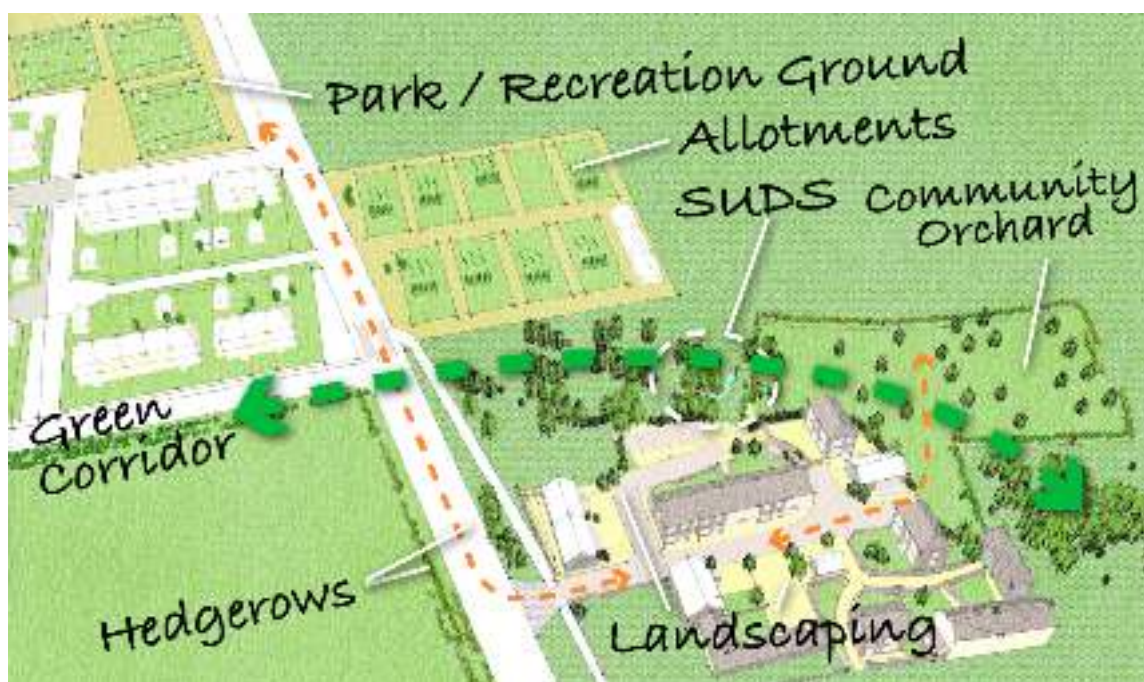 Park / Recreation Ground
Allotments
SUDS
Community
Orchard
Green
Corridor
Hedgerows
Landscaping